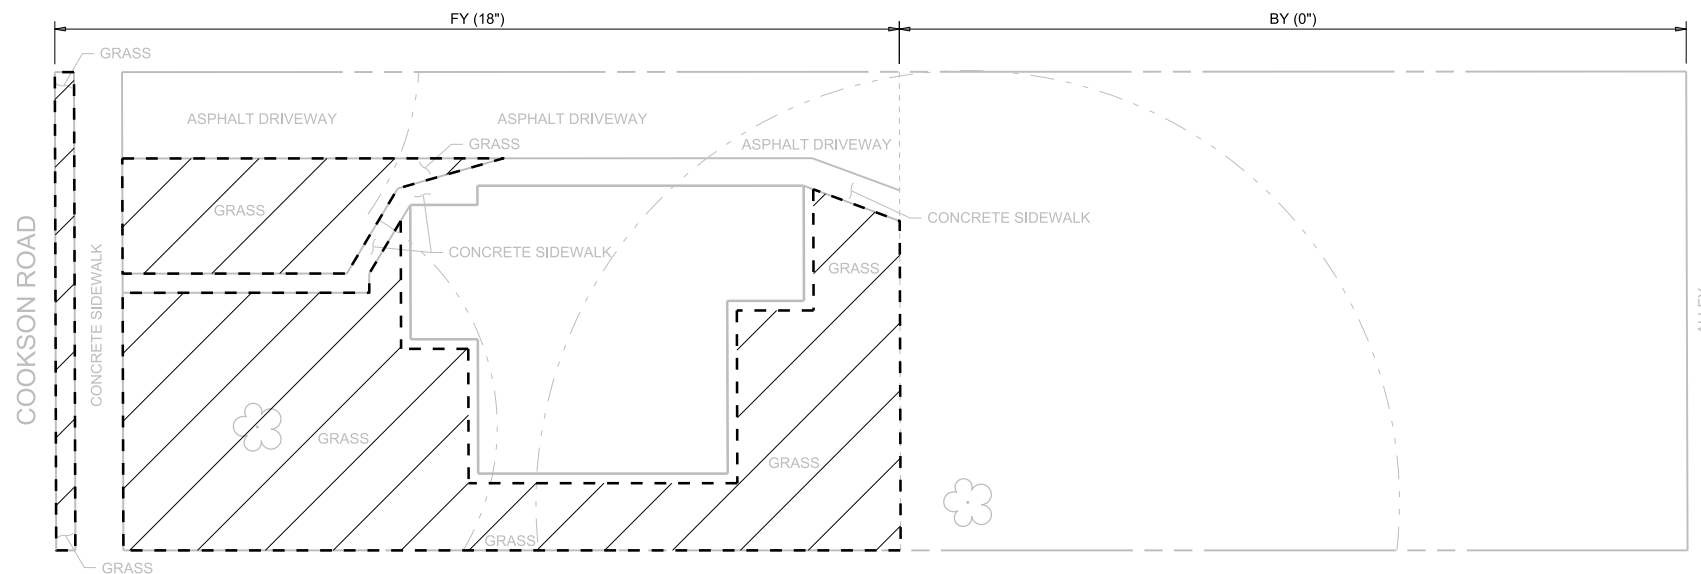 FY (18")
BY (0")
GRASS
ASPHALT DRIVEWAY
ASPHALT DRIVEWAY
ASPHALT DRIVEWAY
GRASS
GRASS
CONCRETE SIDEWALK
CONCRETE SIDEWALK
GRASS
COOKSON ROAD
CONCRETE SIDEWALK
ALLEY
GRASS
GRASS
GRASS
GRASS